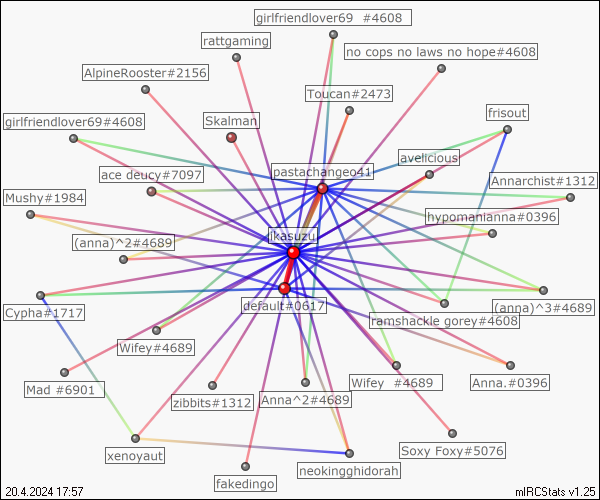 girlfriendlover69  #4608
rattgaming
no cops no laws no hope#4608
AlpineRooster#2156
Toucan#2473
girlfriendlover69#4608
Skalman
frisout
avelicious
ace deucy#7097
pastachangeo41
Annarchist#1312
Mushy#1984
hypomanianna#0396
ikasuzu
(anna)^2#4689
default#0617
(anna)^3#4689
Cypha#1717
ramshackle gorey#4608
Wifey#4689
Mad #6901
zibbits#1312
Anna^2#4689
Wifey  #4689
Anna.#0396
xenoyaut
Soxy Foxy#5076
neokingghidorah
fakedingo
20.4.2024 17:57
mIRCStats v1.25